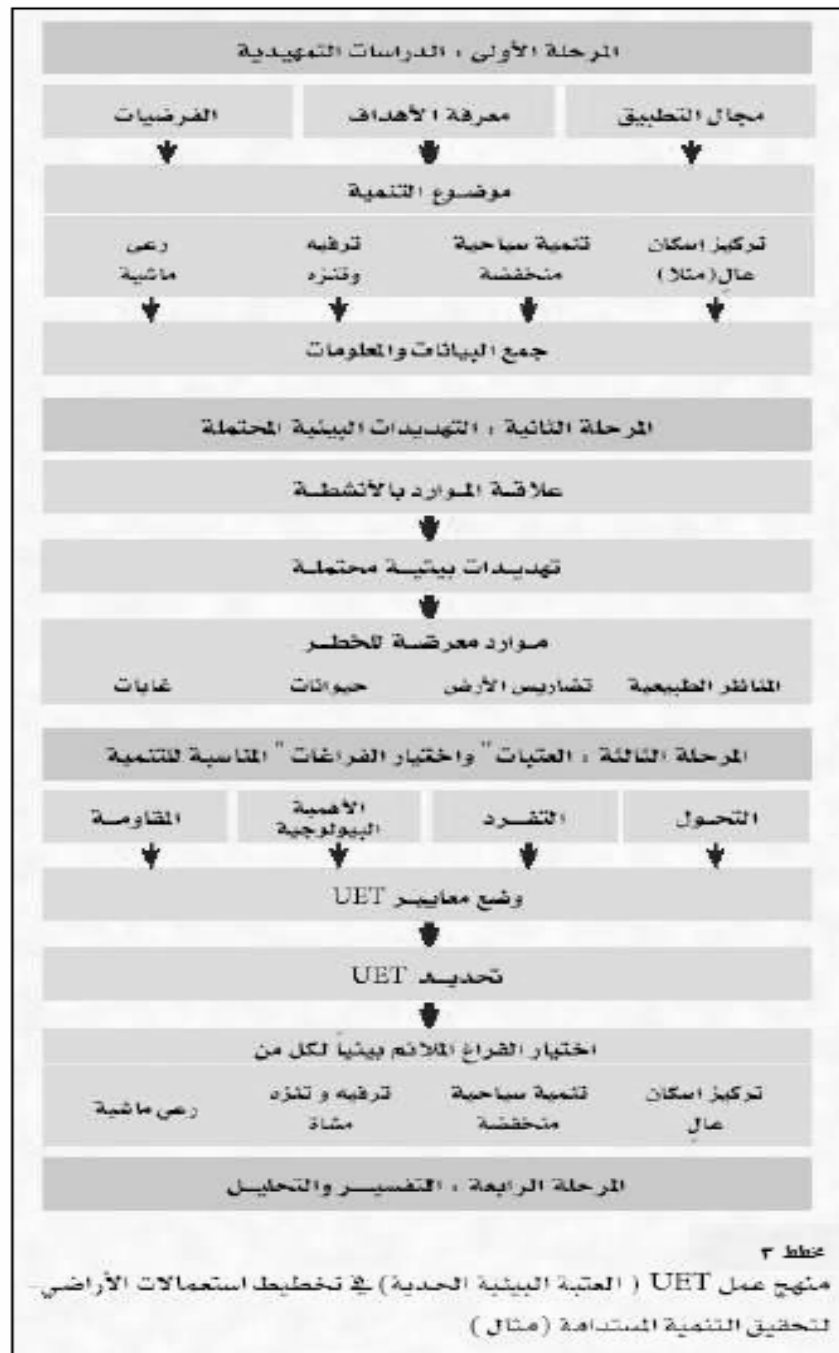 المرحلة الأولى : الدراسات التمهيدية
مجال التطبيق
معرفة الأهداف
الفرضيات
موضوع التنمية
تركيز إسكان
عالٍ (مثلا)
تنمية سياحية
منخفضة
ترفيه
وتنزه
رعى
ماشية
جمع البيانات والمعلومات
المرحلة الثانية : التهديدات البيئية المحتملة
علاقة الموارد بالأنشطة
تهديدات بيئية محتملة
موارد معرضة للخطر
المناظر الطبيعية
تضاريس الأرض
حيوانات
غابات
المرحلة الثالثة : العتبات " واختيار الفراغات " المناسبة للتنمية
التحول
التفرد
الأهمية
البيولوجية
المقاومة
وضع معايير UET
تحديد UET
اختيار الفراغ الملائم بيئياً لكل من
تركيز اسكان
عالٍ
تنمية سياحية
منخفضة
ترفيه و تنزه
مشاة
رعى ماشية
المرحلة الرابعة : التفسير والتحليل
مخطط ٣
منهج عمل UET ( العتبة البيئية الحدية) في تخطيط استعمالات الأراضي
لتحقيق التنمية المستدامة (مثال )